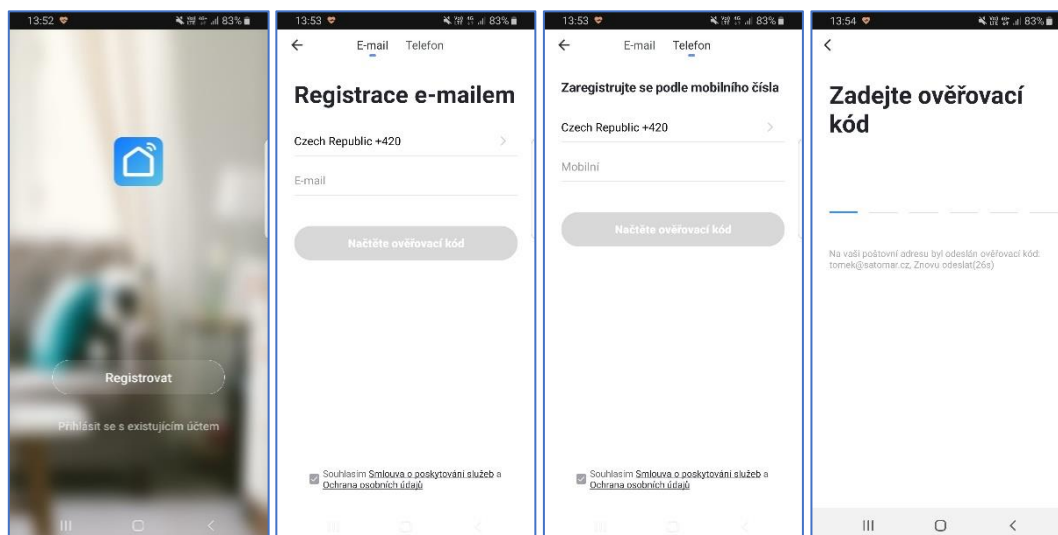 13:52
83%
Registrovat
Přihlásit se s existujícím účtem
13:53
83%
E-mail Telefon
Registrace e-mailem
Czech Republic +420
E-mail
Načtěte ověřovací kód
Souhlasím Smlouva o poskytování služeb a
Ochrana osobních údajů
13:53
83%
E-mail Telefon
Zaregistrujte se podle mobilního čísla
Czech Republic +420
Mobilní
Načtěte ověřovací kód
Souhlasím Smlouva o poskytování služeb a
Ochrana osobních údajů
13:54
83%
Zadejte ověřovací
kód
Na vaši poštovní adresu byl odeslán ověřovací kód:
tomek@satomar.cz, Znovu odeslat(26s)